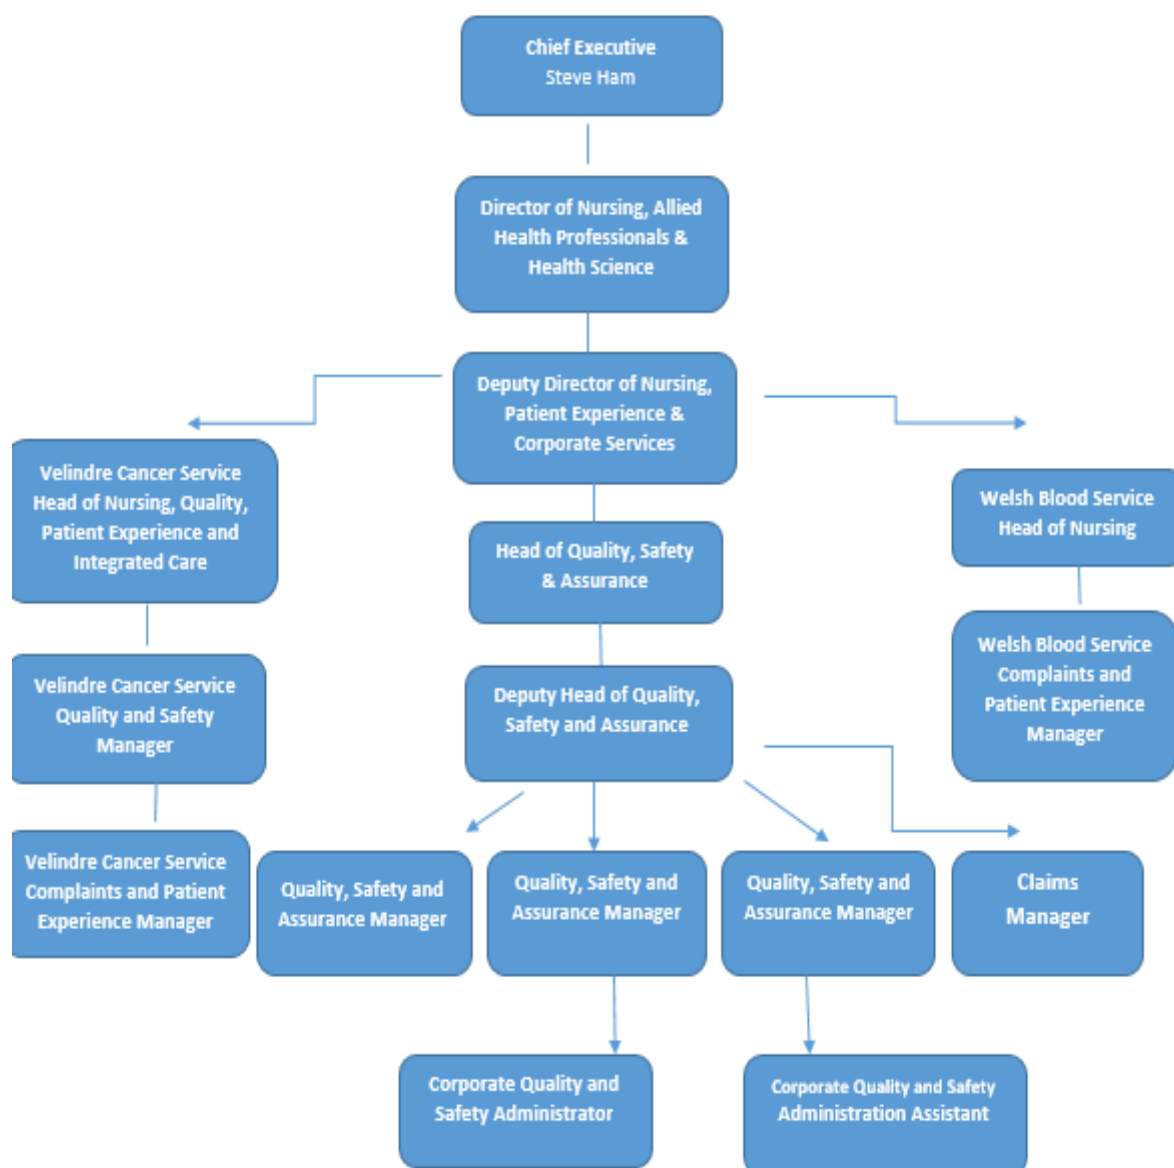 Chief Executive
Steve Ham
Director of Nursing, Allied
Health Professionals &
Health Science
Deputy Director of Nursing,
Patient Experience &
Corporate Services
Velindre Cancer Service
Head of Nursing, Quality,
Patient Experience and
Integrated Care
Welsh Blood Service
Head of Nursing
Head of Quality, Safety
& Assurance
Welsh Blood Service
Complaints and
Patient Experience
Manager
Velindre Cancer Service
Quality and Safety
Manager
Deputy Head of Quality,
Safety and Assurance
Velindre Cancer Service
Complaints and Patient
Experience Manager
Quality, Safety and
Assurance Manager
Quality, Safety and
Assurance Manager
Quality, Safety and
Assurance Manager
Claims
Manager
Corporate Quality and
Safety Administrator
Corporate Quality and Safety
Administration Assistant